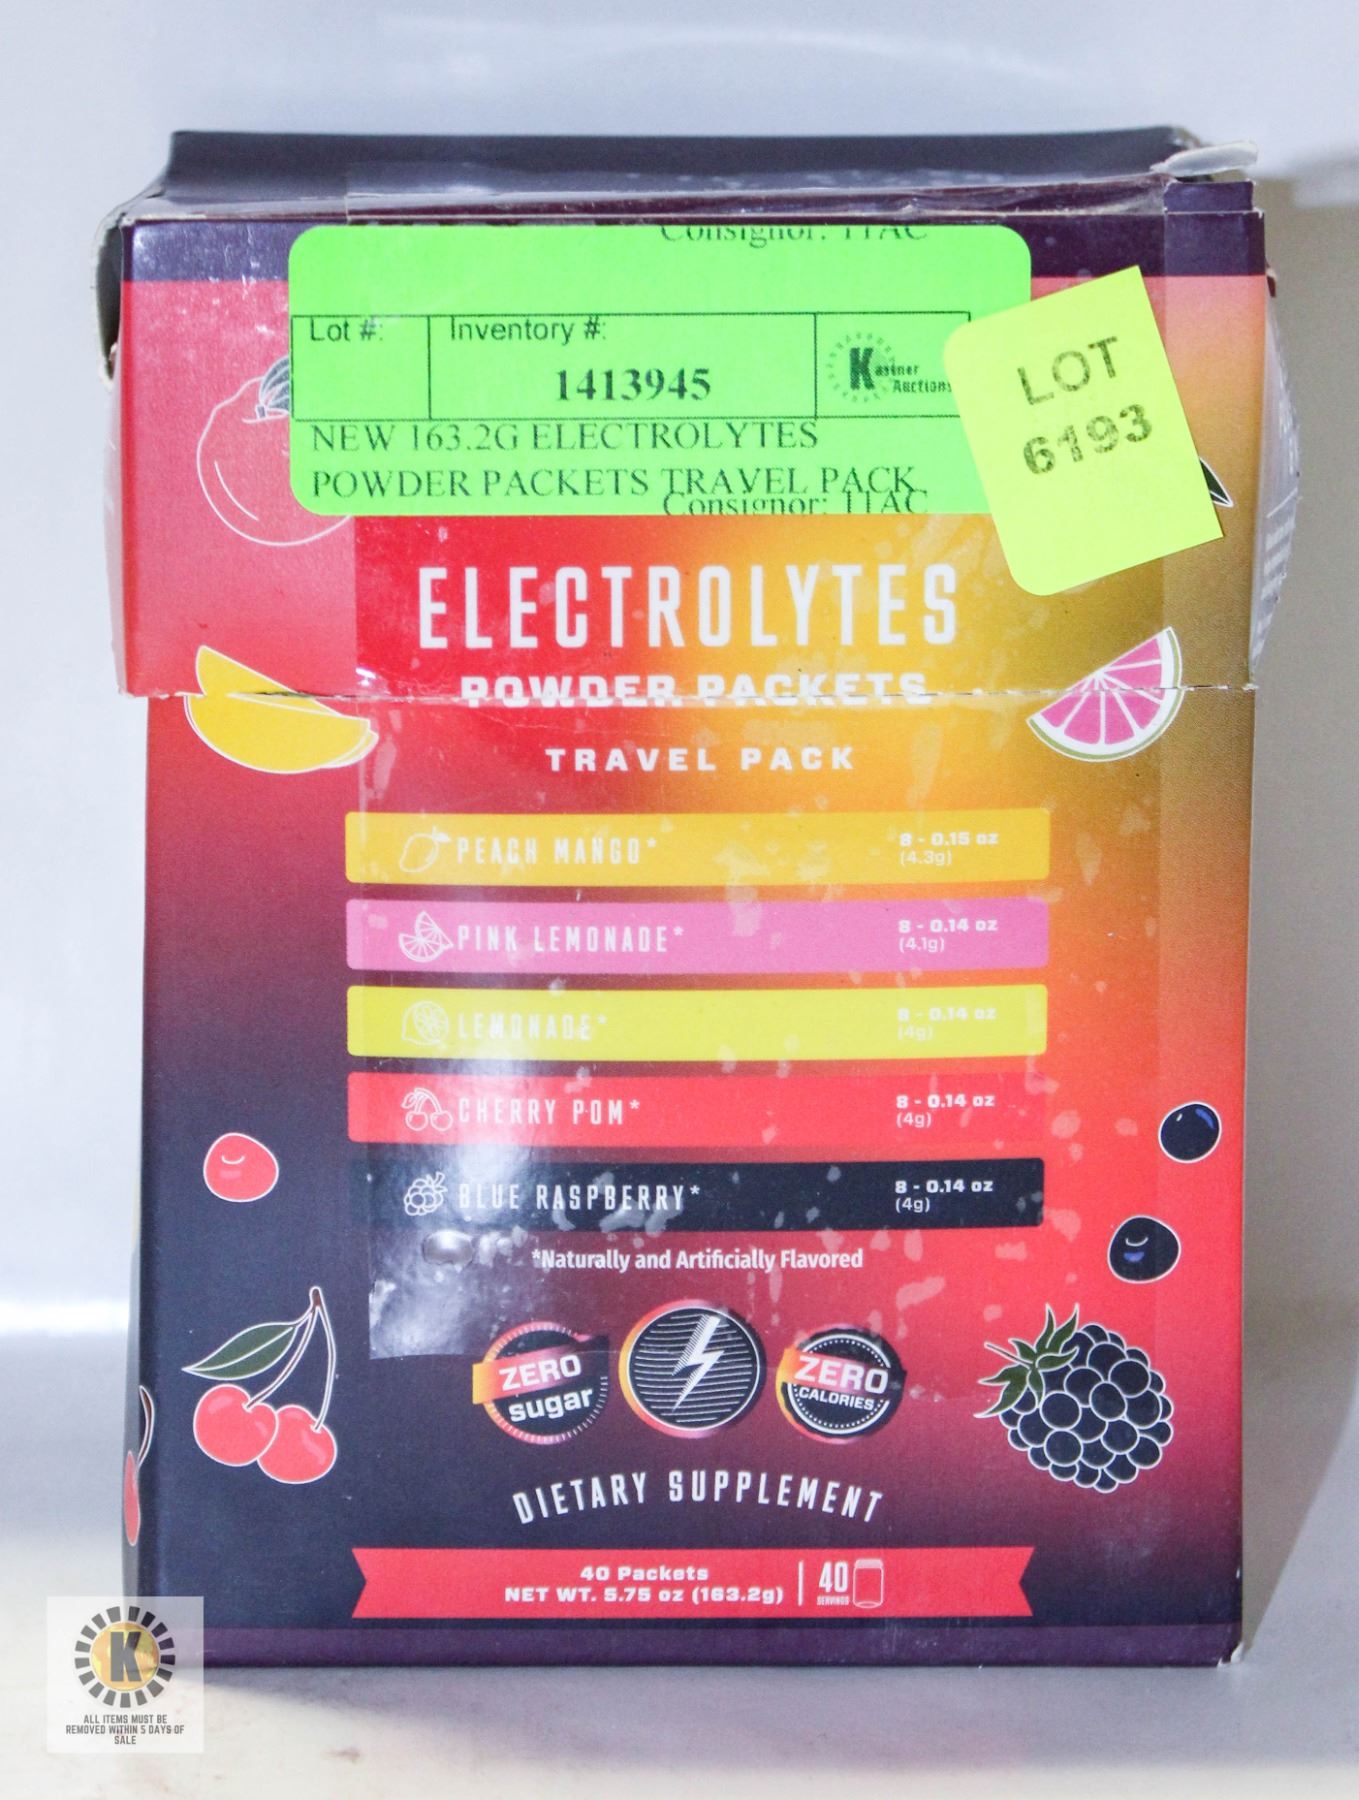 Consignor: 11AC
Lot #:
Inventory #:
1413945
Kastner
Auctions
NEW 163.2G ELECTROLYTES
POWDER PACKETS TRAVEL PACK
Consignor: 11AC
LOT
6193
ELECTROLYTES
POWDER PACKETS
TRAVEL PACK
PEACH MANGO* 8 - 0.15 oz
(4.3g)
PINK LEMONADE* 8 - 0.14 oz
(4.1g)
LEMONADE* 8 - 0.14 oz
(4g)
CHERRY POM* 8 - 0.14 oz
(4g)
BLUE RASPBERRY* 8 - 0.14 oz
(4g)
*Naturally and Artificially Flavored
ZERO
sugar
ZERO
CALORIES
DIETARY SUPPLEMENT
40 Packets
NET WT. 5.75 oz (163.2g)
40
SERVINGS
K
ALL ITEMS MUST BE
REMOVED WITHIN 5 DAYS OF
SALE